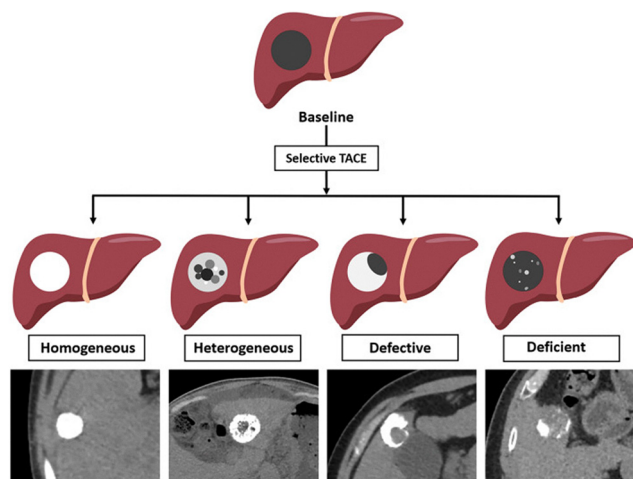 Baseline
Selective TACE
Homogeneous
Heterogeneous
Defective
Deficient